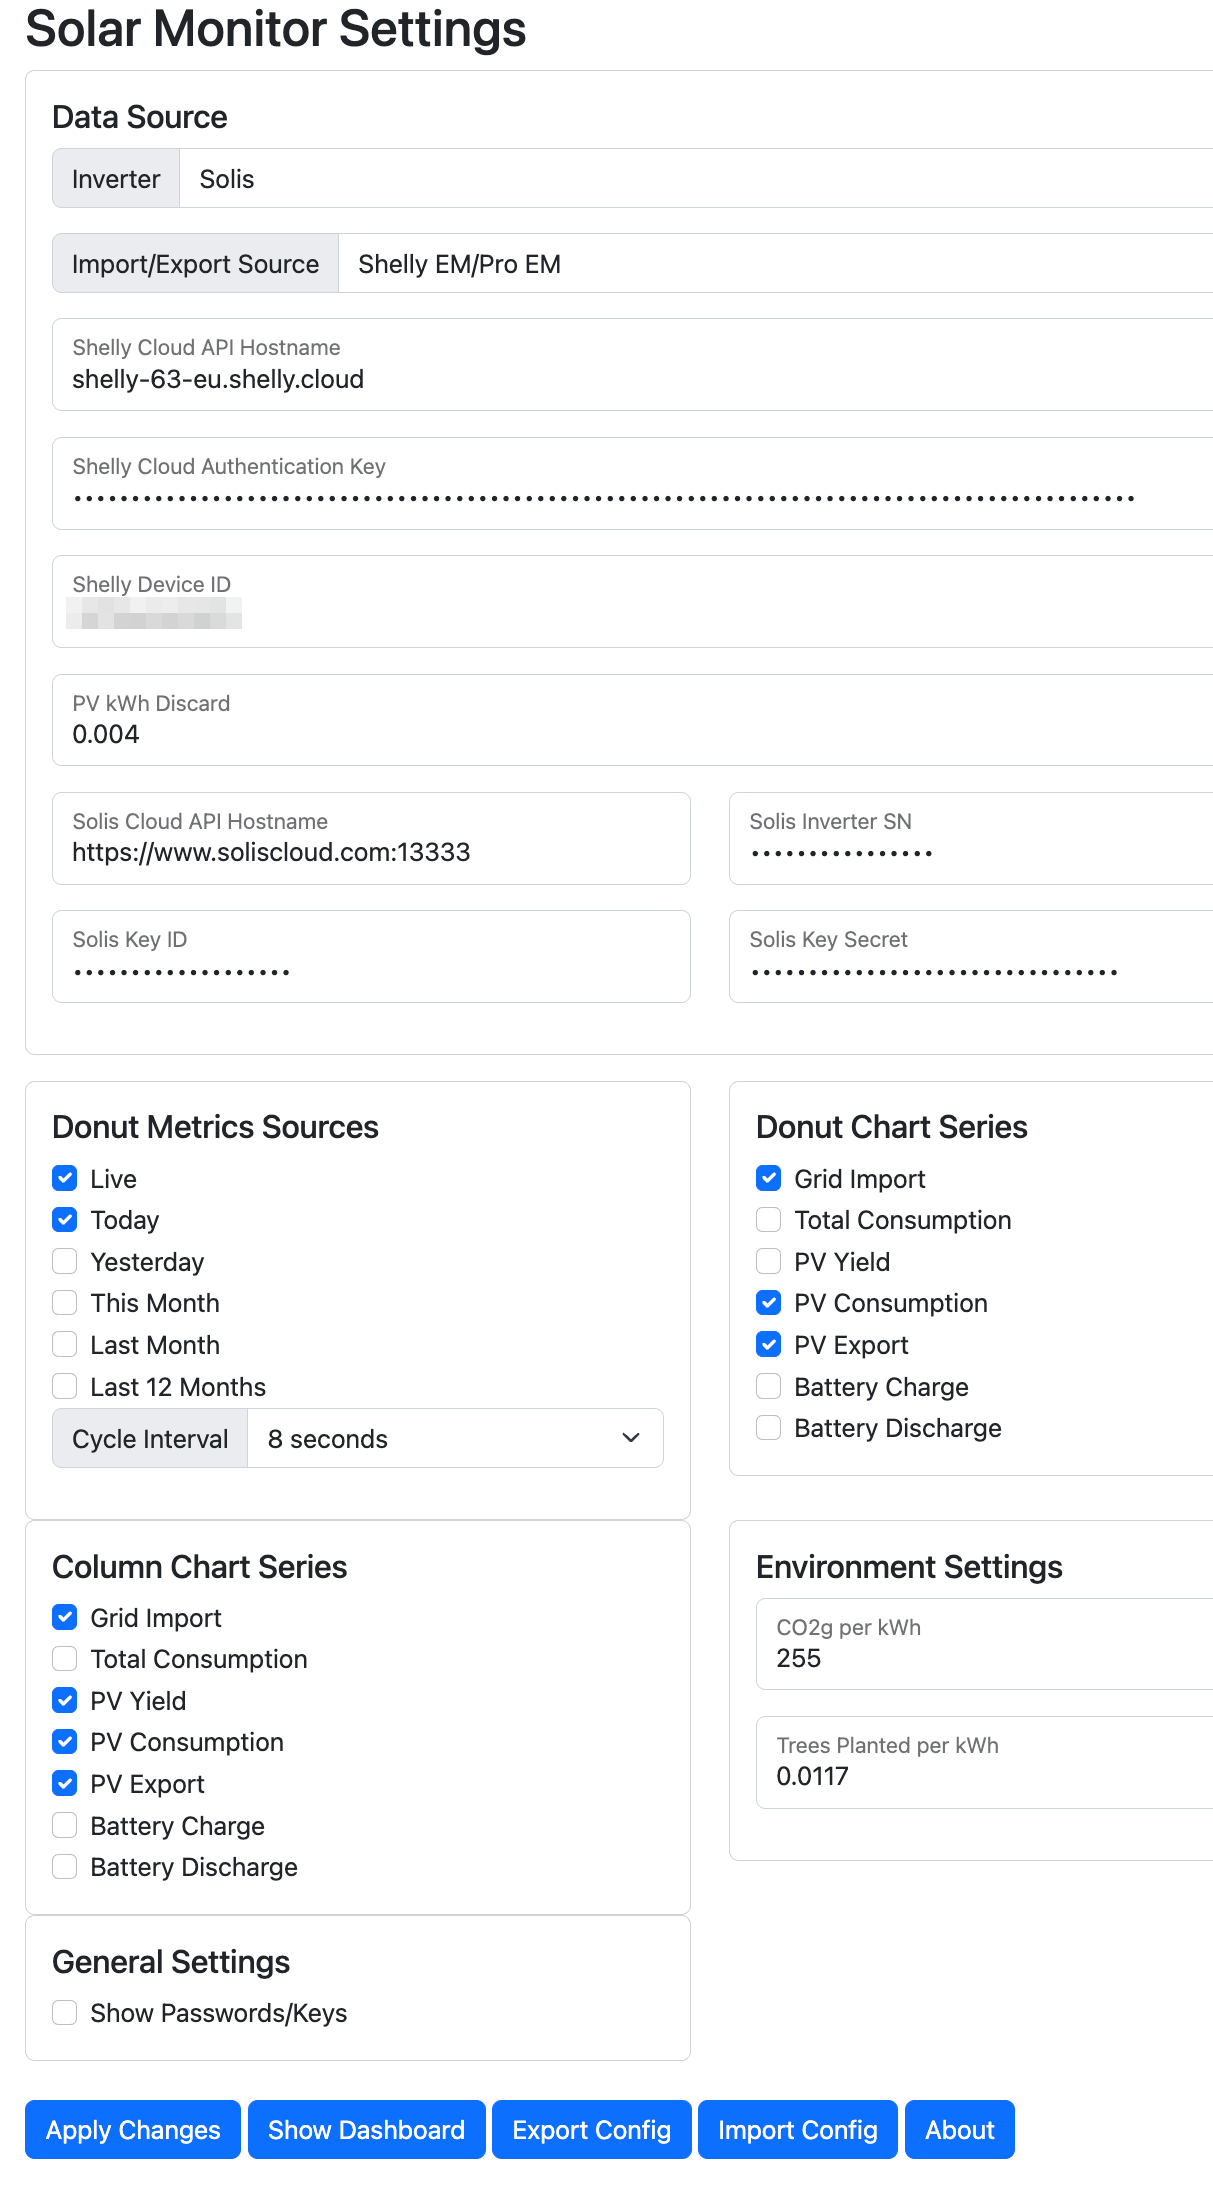 Solar Monitor Settings
Data Source
Inverter Solis
Import/Export Source Shelly EM/Pro EM
Shelly Cloud API Hostname
shelly-63-eu.shelly.cloud
Shelly Cloud Authentication Key
Shelly Device ID
PV kWh Discard
0.004
Solis Cloud API Hostname
https://www.soliscloud.com:13333
Solis Inverter SN
Solis Key ID
Solis Key Secret
Donut Metrics Sources
Live
Today
Yesterday
This Month
Last Month
Last 12 Months
Cycle Interval 8 seconds
Donut Chart Series
Grid Import
Total Consumption
PV Yield
PV Consumption
PV Export
Battery Charge
Battery Discharge
Column Chart Series
Grid Import
Total Consumption
PV Yield
PV Consumption
PV Export
Battery Charge
Battery Discharge
Environment Settings
CO2g per kWh
255
Trees Planted per kWh
0.0117
General Settings
Show Passwords/Keys
Apply Changes Show Dashboard Export Config Import Config About